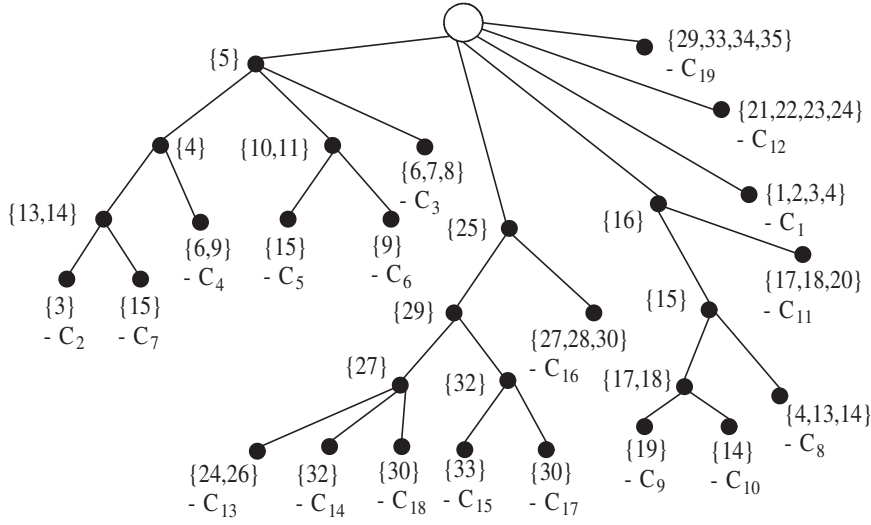 {29,33,34,35}
- C19
{5}
{21,22,23,24}
- C12
{4}
{10,11}
{6,7,8}
- C3
{1,2,3,4}
- C1
{13,14}
{16}
{25}
{6,9}
- C4
{15}
- C5
{9}
- C6
{17,18,20}
- C11
{3}
- C2
{15}
- C7
{29}
{15}
{27,28,30}
- C16
{27}
{32}
{17,18}
{4,13,14}
- C8
{24,26}
- C13
{32}
- C14
{30}
- C18
{33}
- C15
{30}
- C17
{19}
- C9
{14}
- C10